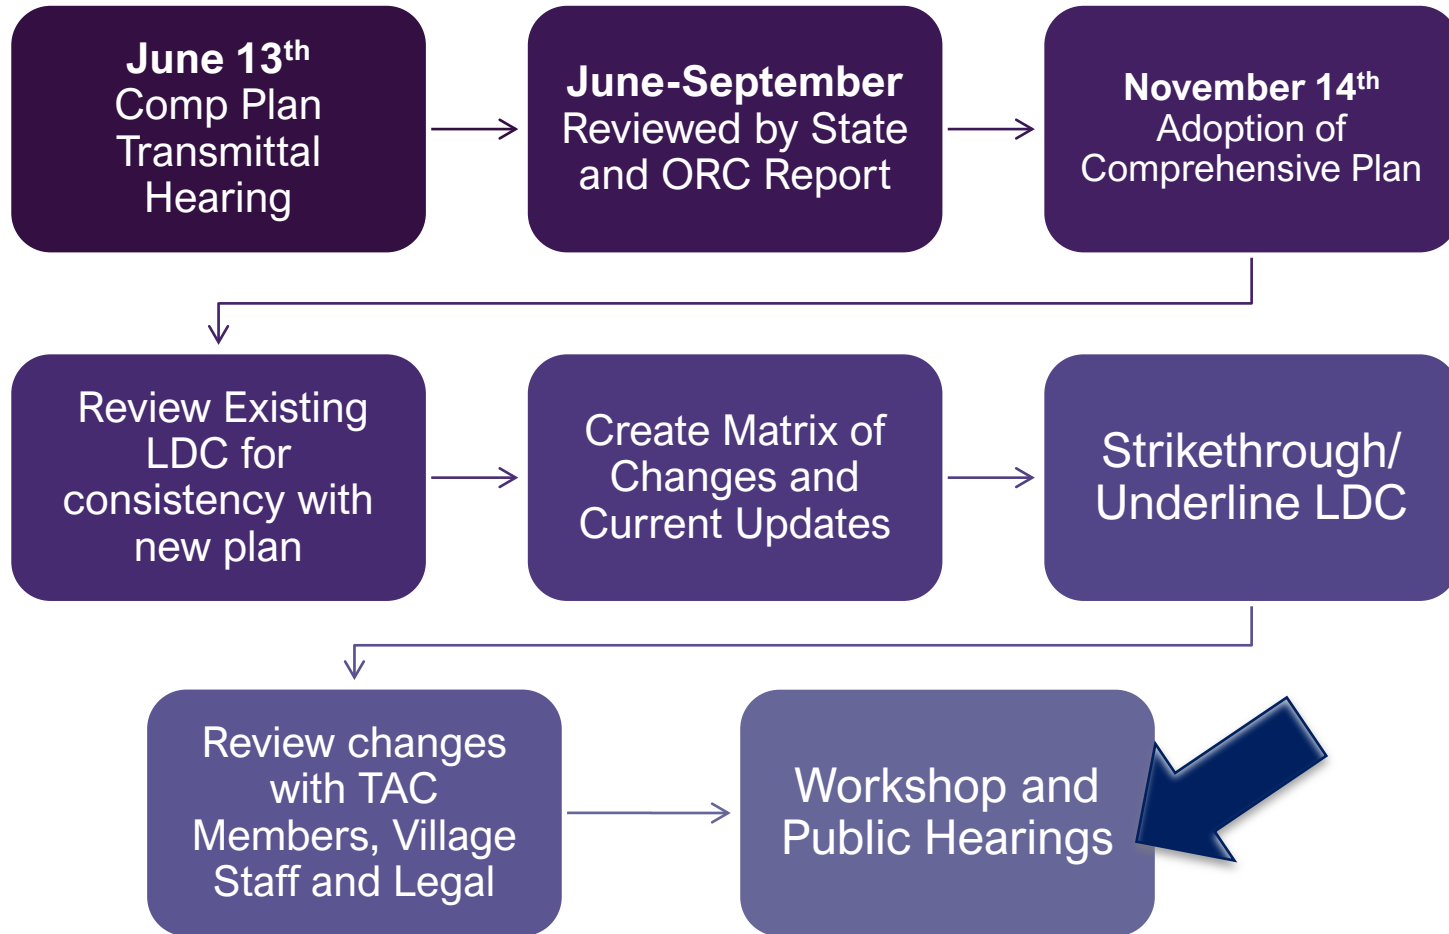 June 13th
Comp Plan
Transmittal
Hearing
June-September
Reviewed by State
and ORC Report
November 14th
Adoption of
Comprehensive Plan
Review Existing
LDC for
consistency with
new plan
Create Matrix of
Changes and
Current Updates
Strikethrough/
Underline LDC
Review changes
with TAC
Members, Village
Staff and Legal
Workshop and
Public Hearings